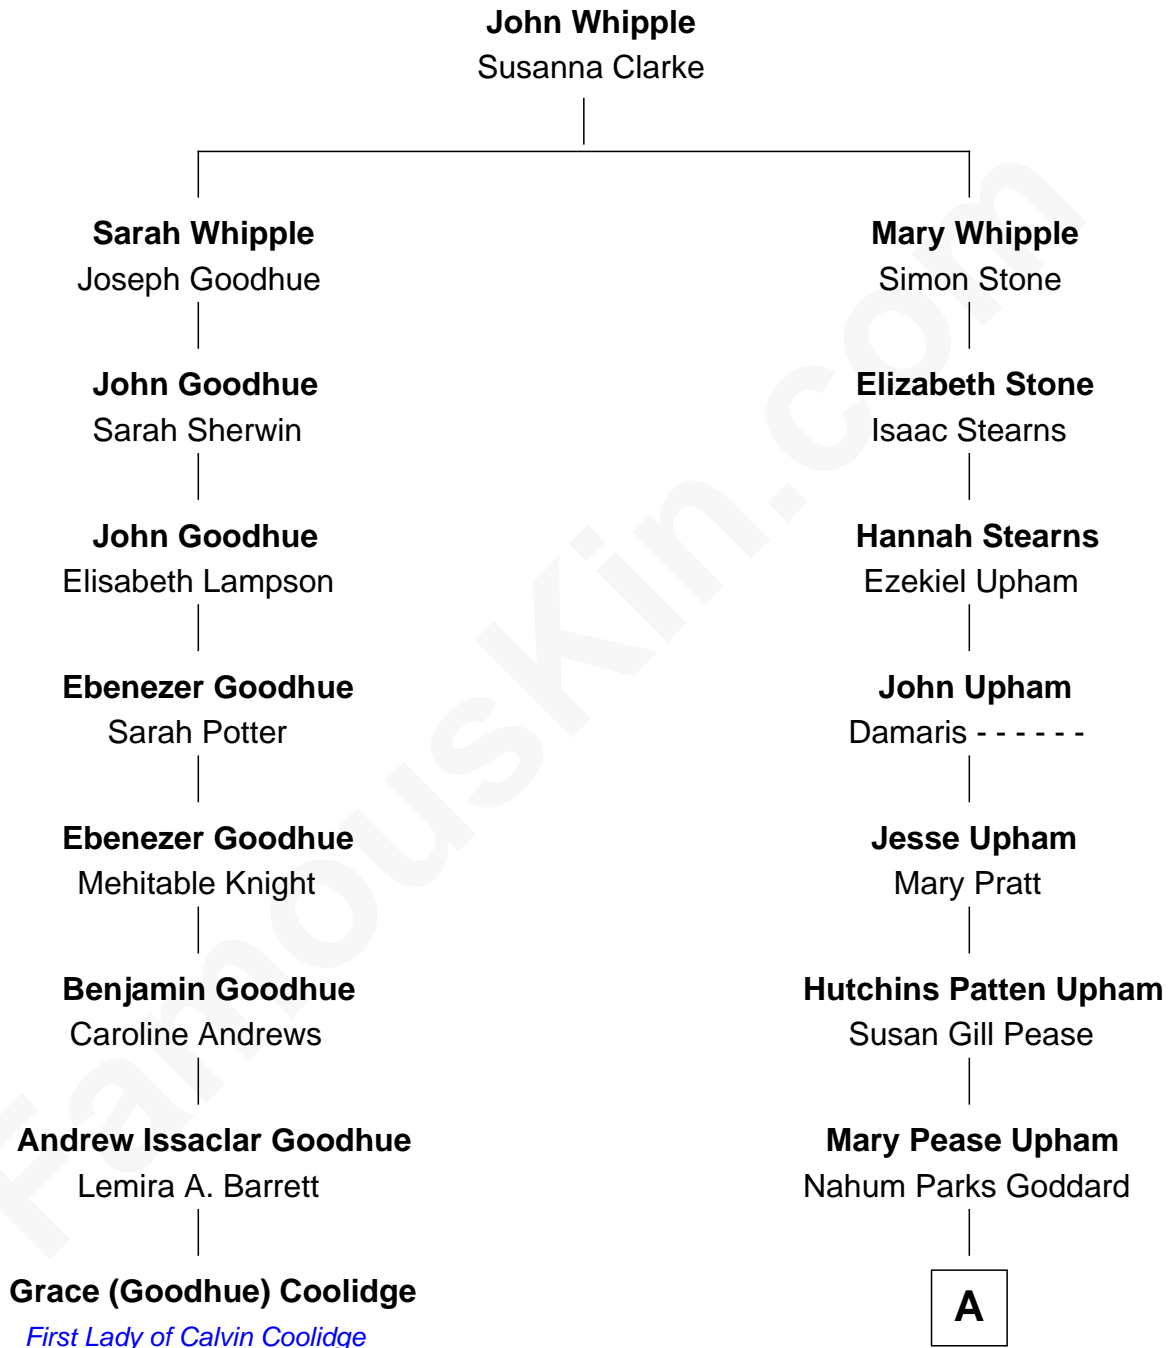 John Whipple
Susanna Clarke
Sarah Whipple
Joseph Goodhue
Mary Whipple
Simon Stone
John Goodhue
Sarah Sherwin
Elizabeth Stone
Isaac Stearns
John Goodhue
Elisabeth Lampson
Hannah Stearns
Ezekiel Upham
Ebenezer Goodhue
Sarah Potter
John Upham
Damaris - - - - - -
Ebenezer Goodhue
Mehitable Knight
Jesse Upham
Mary Pratt
Benjamin Goodhue
Caroline Andrews
Hutchins Patten Upham
Susan Gill Pease
Andrew Issaclar Goodhue
Lemira A. Barrett
Mary Pease Upham
Nahum Parks Goddard
Grace (Goodhue) Coolidge
First Lady of Calvin Coolidge
A
FamousKin.com